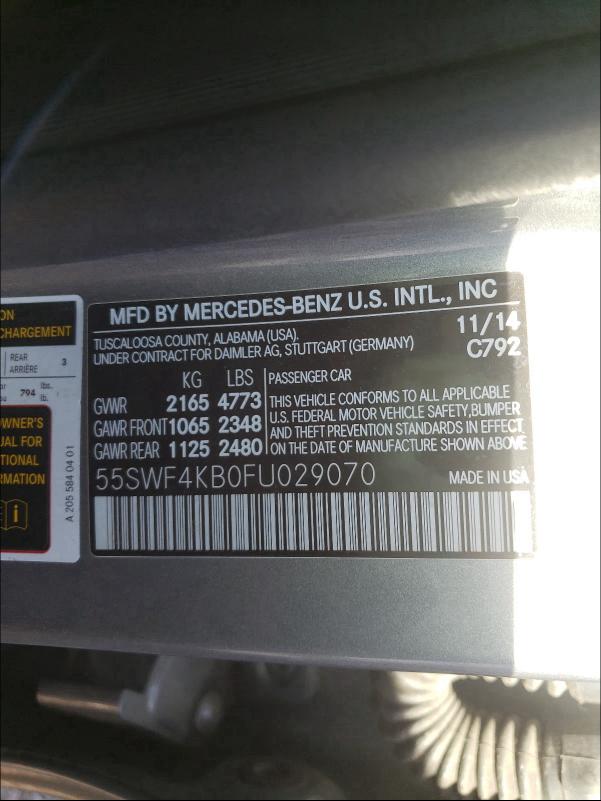 ON
CHARGEMENT
REAR
ARRIÈRE 3
or 794 lbs.
OWNER'S
UAL FOR
TIONAL
RMATION
i
A 205 584 04 01
MFD BY MERCEDES-BENZ U.S. INTL., INC
TUSCALOOSA COUNTY, ALABAMA (USA). 11/14
UNDER CONTRACT FOR DAIMLER AG, STUTTGART (GERMANY) C792
KG LBS PASSENGER CAR
GWR 2165 4773
GAWR FRONT 1065 2348
GAWR REAR 1125 2480
THIS VEHICLE CONFORMS TO ALL APPLICABLE
U.S. FEDERAL MOTOR VEHICLE SAFETY, BUMPER
AND THEFT PREVENTION STANDARDS IN EFFECT
ON THE DATE OF MANUFACTURE SHOWN ABOVE.
55SWF4KB0FU029070 MADE IN USA